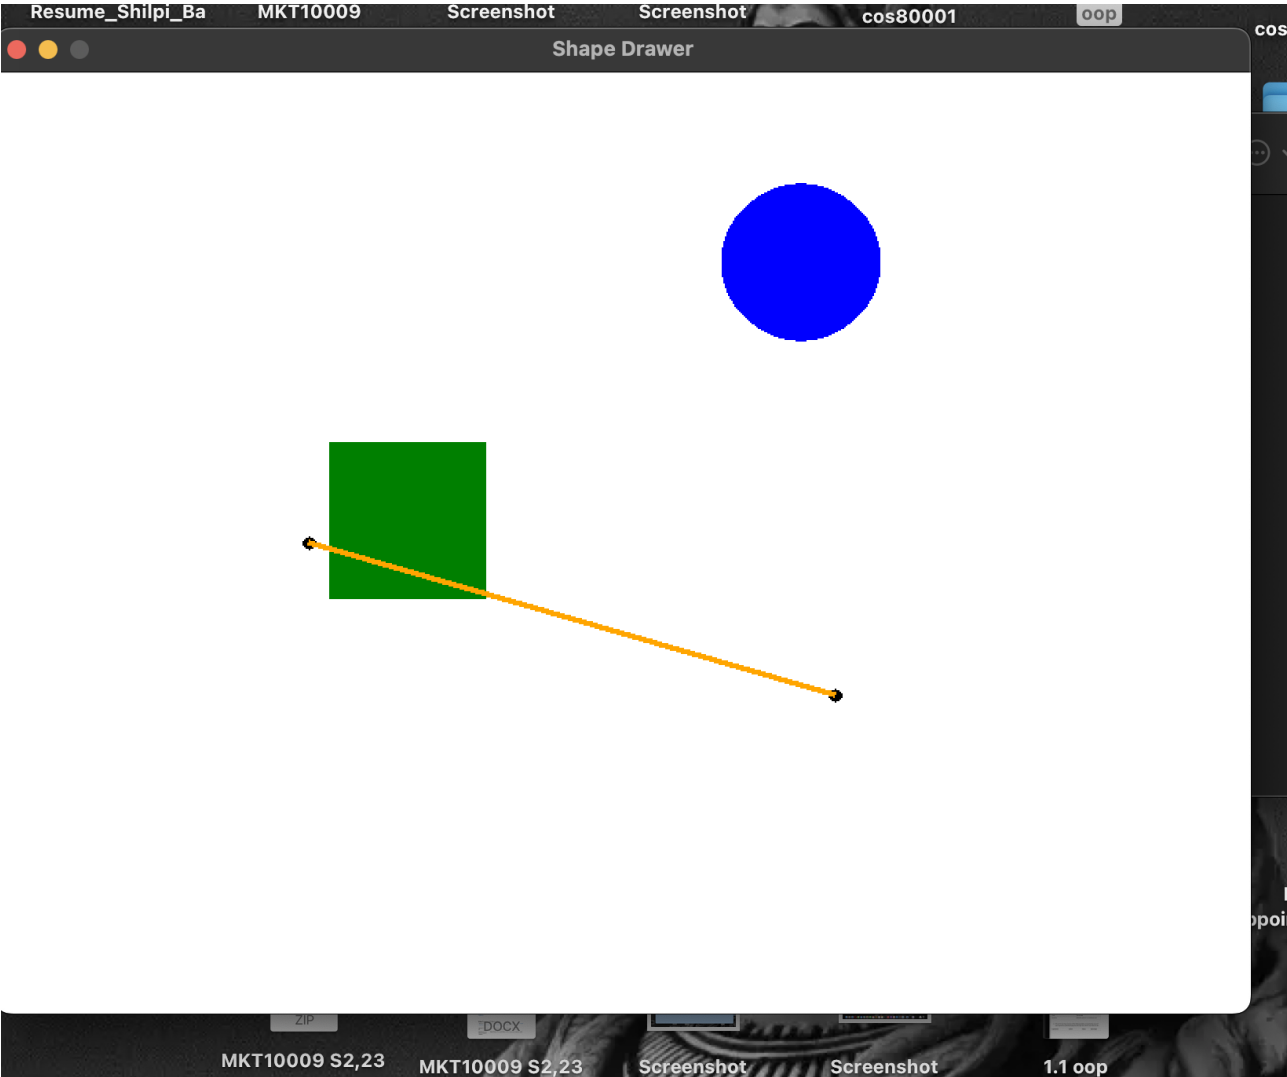 Resume_Shilpi_Ba
MKT10009
Screenshot
Screenshot
cos80001
oop
cos
Shape Drawer
ZIP
DOCX
MKT10009 S2,23
MKT10009 S2,23
Screenshot
Screenshot
1.1 oop